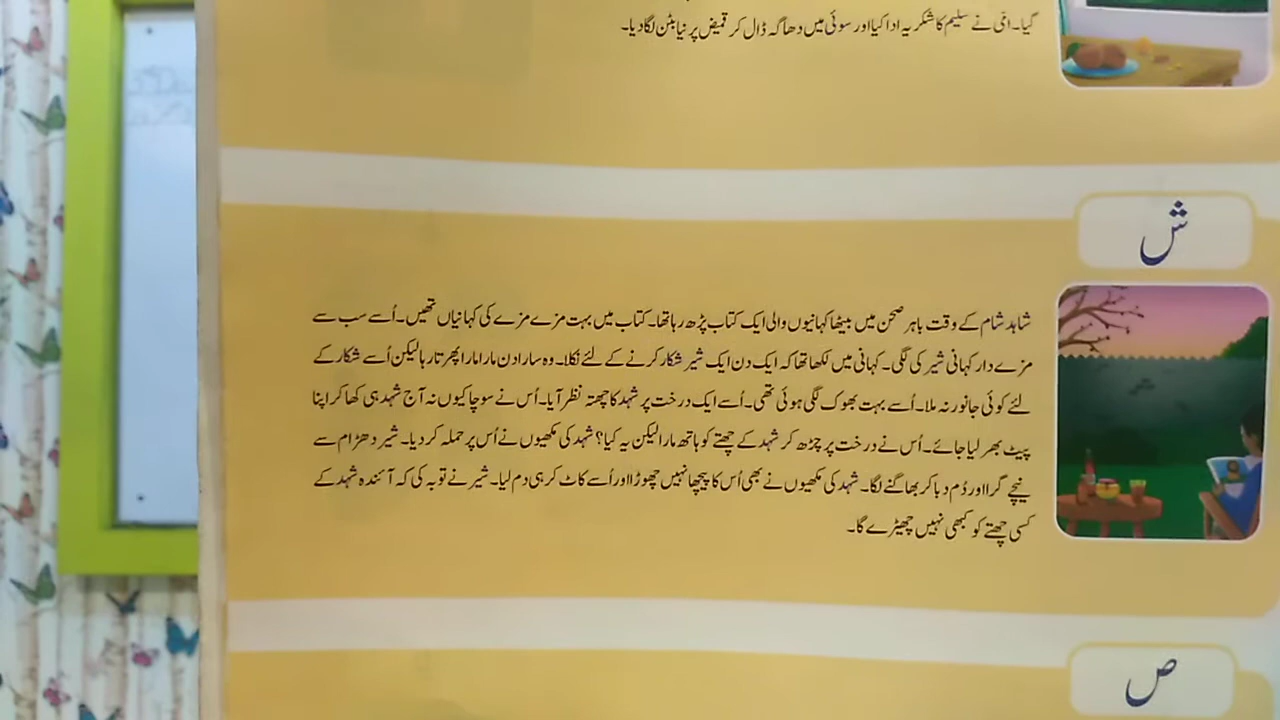 گیا۔ امّی نے سلیم کا شکریہ ادا کیا اور سوئی میں دھاگہ ڈال کر قمیض پر نیا بٹن لگا دیا۔
ش
شاہد شام کے وقت باہر صحن میں بیٹھا کہانیوں والی ایک کتاب پڑھ رہا تھا۔ کتاب میں بہت مزے مزے کی کہانیاں تھیں۔ اُسے سب سے
مزے دار کہانی شیر کی لگی۔ کہانی میں لکھا تھا کہ ایک دن ایک شیر شکار کرنے کے لئے نکلا۔ وہ سارا دن مارا مارا پھرتا رہا لیکن اُسے شکار کے
لئے کوئی جانور نہ ملا۔ اُسے بہت بھوک لگی ہوئی تھی۔ اُسے ایک درخت پر شہد کا چھتہ نظر آیا۔ اُس نے سوچا کیوں نہ آج شہد ہی کھا کر اپنا
پیٹ بھر لیا جائے۔ اُس نے درخت پر چڑھ کر شہد کے چھتے کو ہاتھ مارا لیکن یہ کیا؟ شہد کی مکھیوں نے اُس پر حملہ کر دیا۔ شیر دھڑام سے
نیچے گرا اور دُم دبا کر بھاگنے لگا۔ شہد کی مکھیوں نے بھی اُس کا پیچھا نہیں چھوڑا اور اُسے کاٹ کر ہی دم لیا۔ شیر نے توبہ کی کہ آئندہ شہد کے
کسی چھتے کو کبھی نہیں چھیڑے گا۔
ص